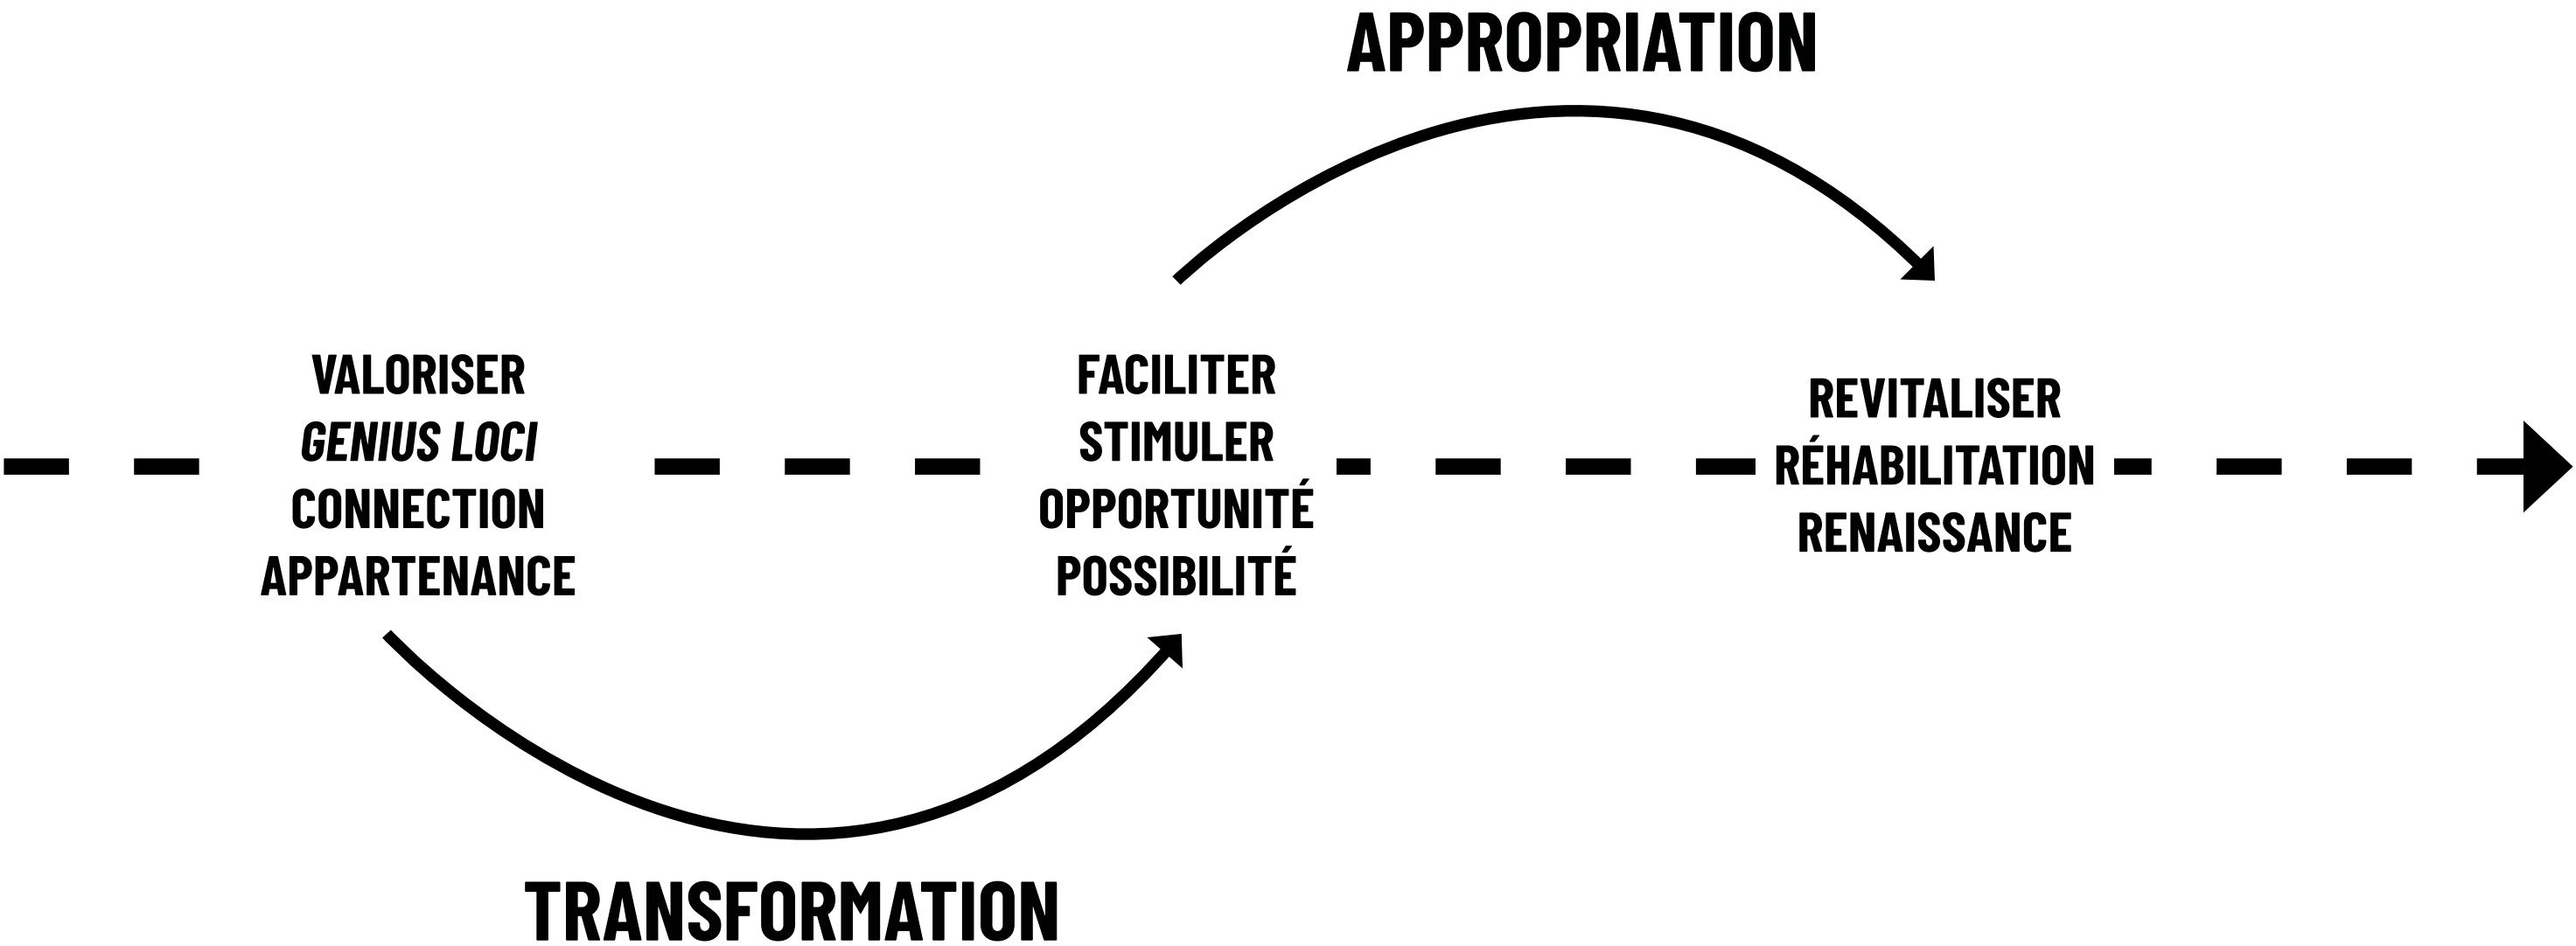 APPROPRIATION
VALORISER
GENIUS LOCI
CONNECTION
APPARTENANCE
FACILITER
STIMULER
OPPORTUNITÉ
POSSIBILITÉ
REVITALISER
RÉHABILITATION
RENAISSANCE
TRANSFORMATION